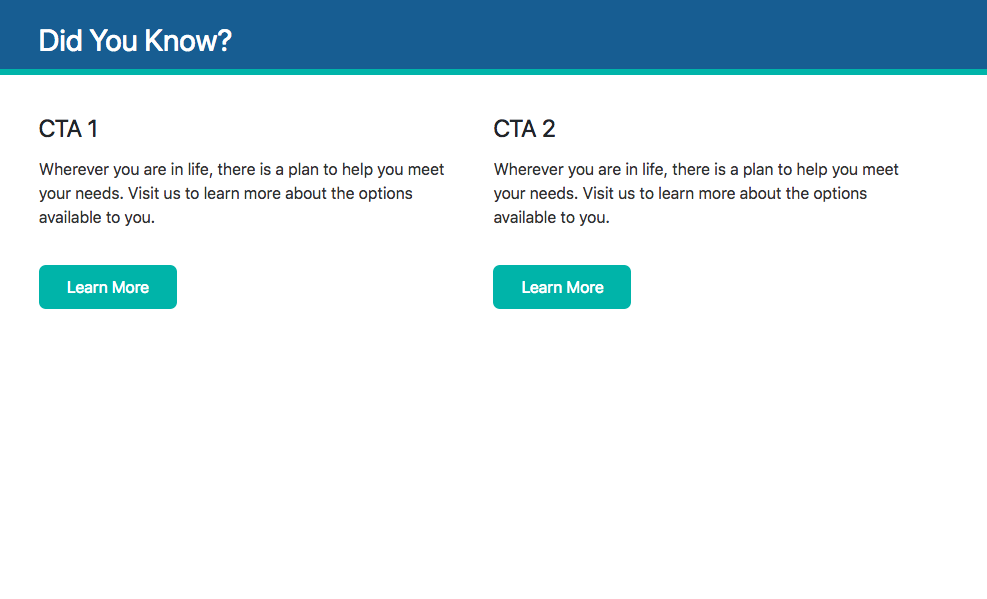 Did You Know?
CTA 1
Wherever you are in life, there is a plan to help you meet
your needs. Visit us to learn more about the options
available to you.
Learn More
CTA 2
Wherever you are in life, there is a plan to help you meet
your needs. Visit us to learn more about the options
available to you.
Learn More